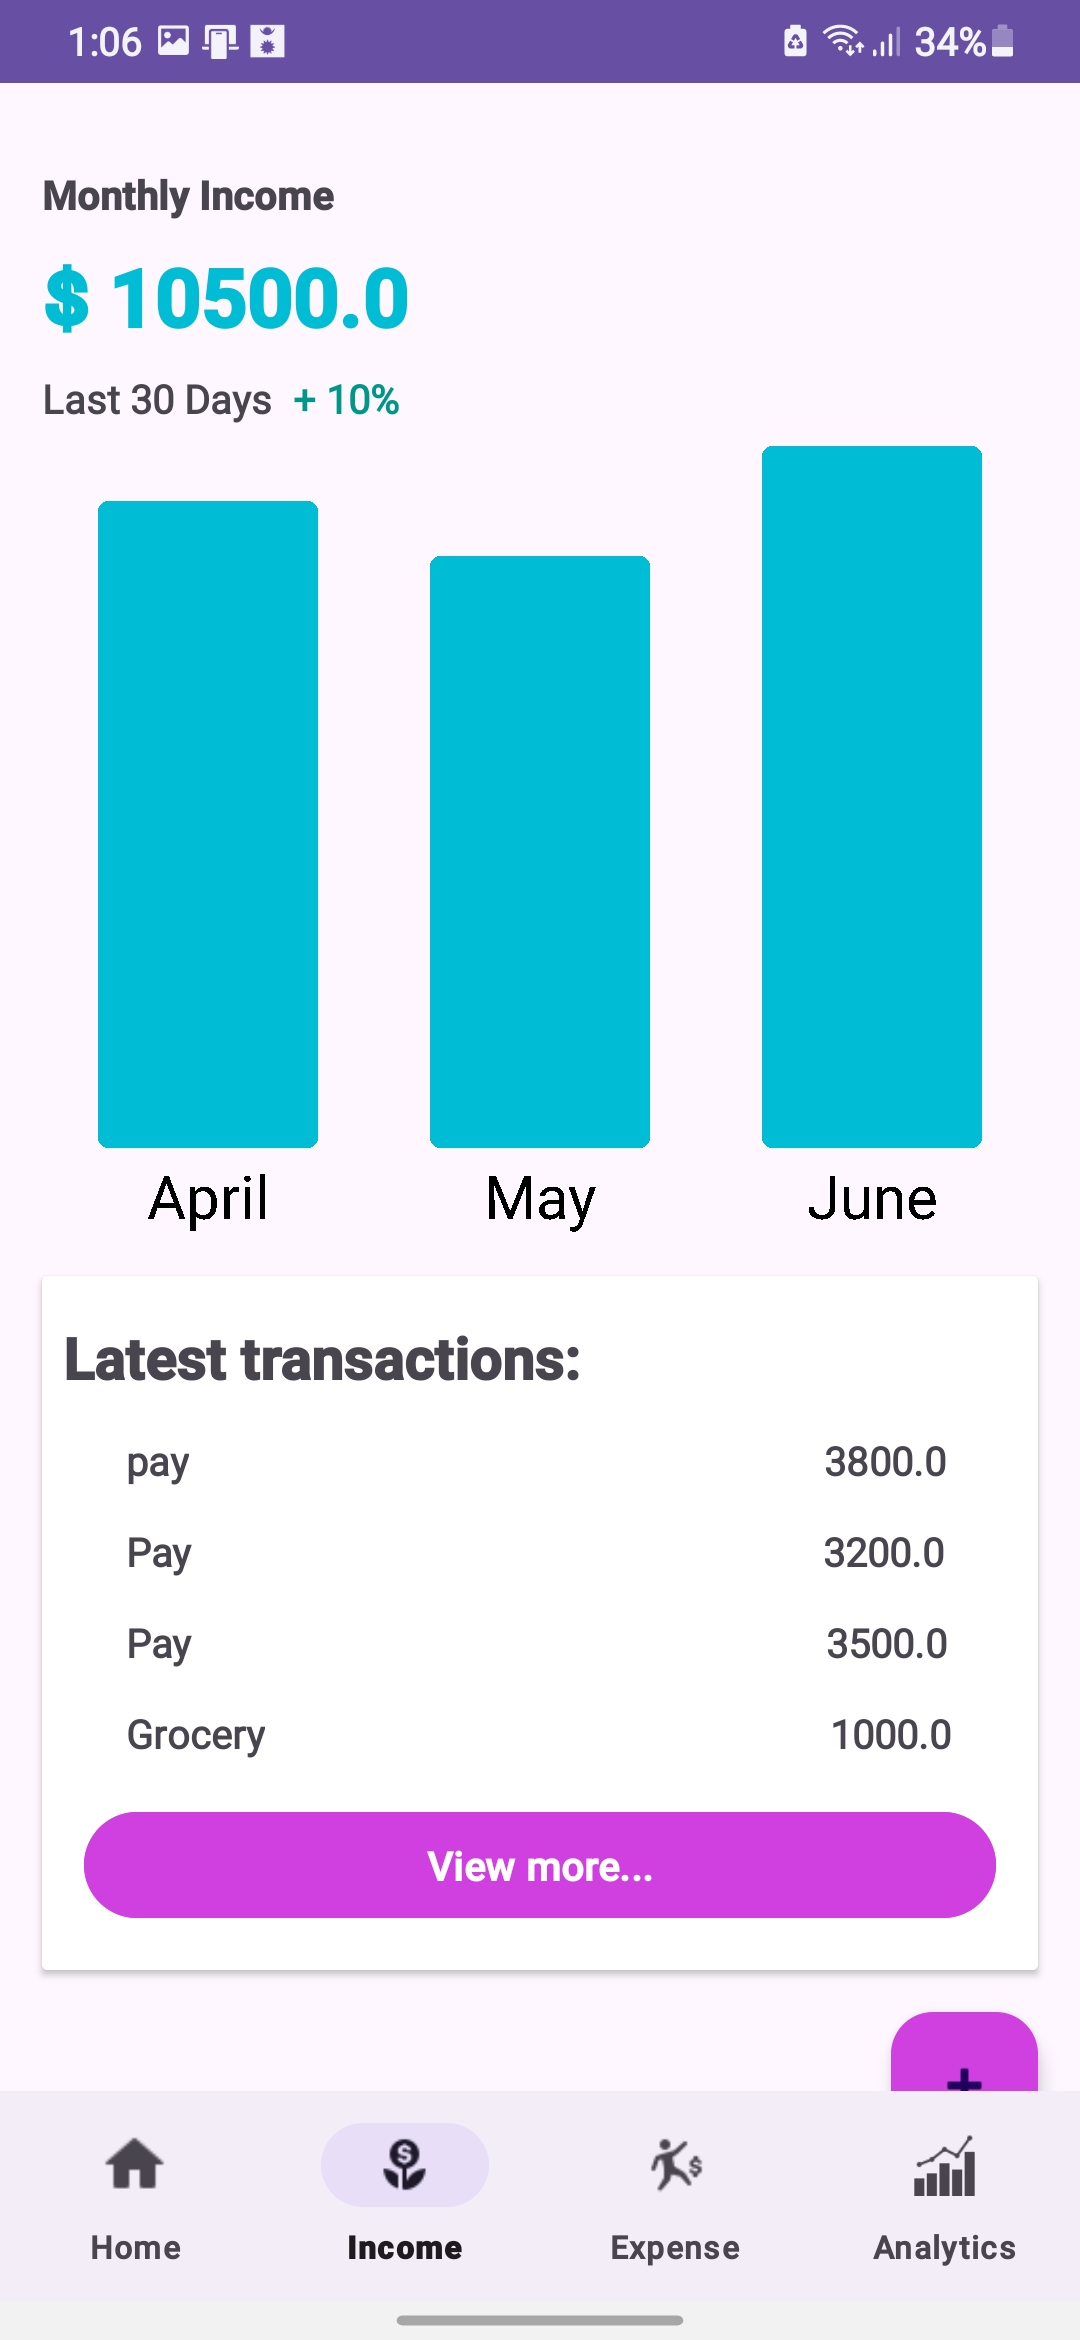 1:06 34%
Monthly Income
$ 10500.0
Last 30 Days + 10%
April May June
Latest transactions:
pay 3800.0
Pay 3200.0
Pay 3500.0
Grocery 1000.0
View more...
+
Home Income Expense Analytics